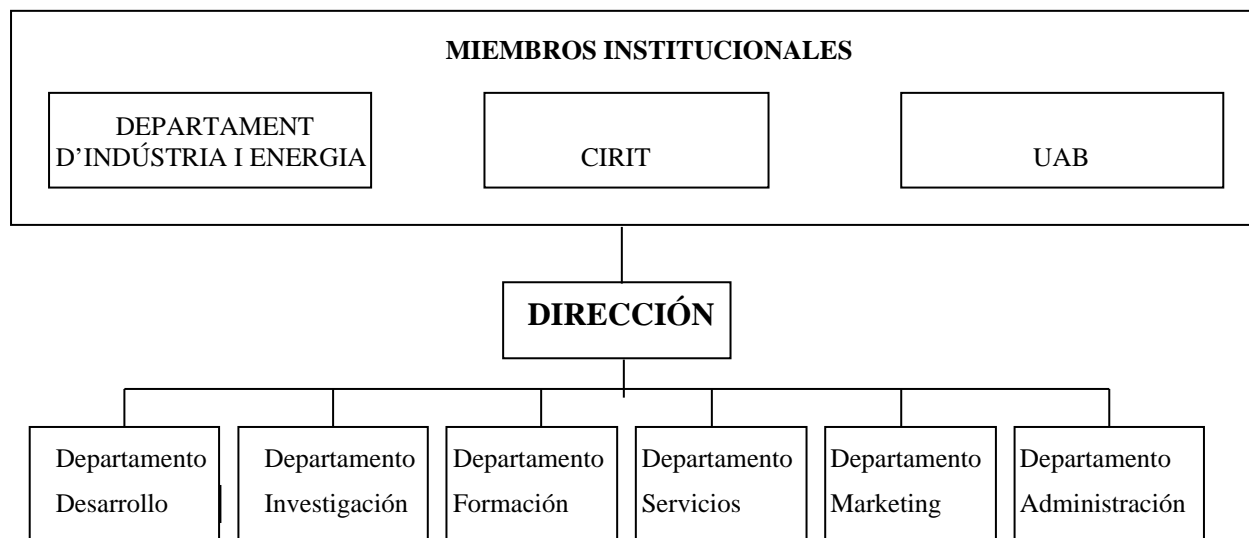 MIEMBROS INSTITUCIONALES
DEPARTAMENT
D’INDÚSTRIA I ENERGIA
CIRIT
UAB
DIRECCIÓN
Departamento
Desarrollo
Departamento
Investigación
Departamento
Formación
Departamento
Servicios
Departamento
Marketing
Departamento
Administración